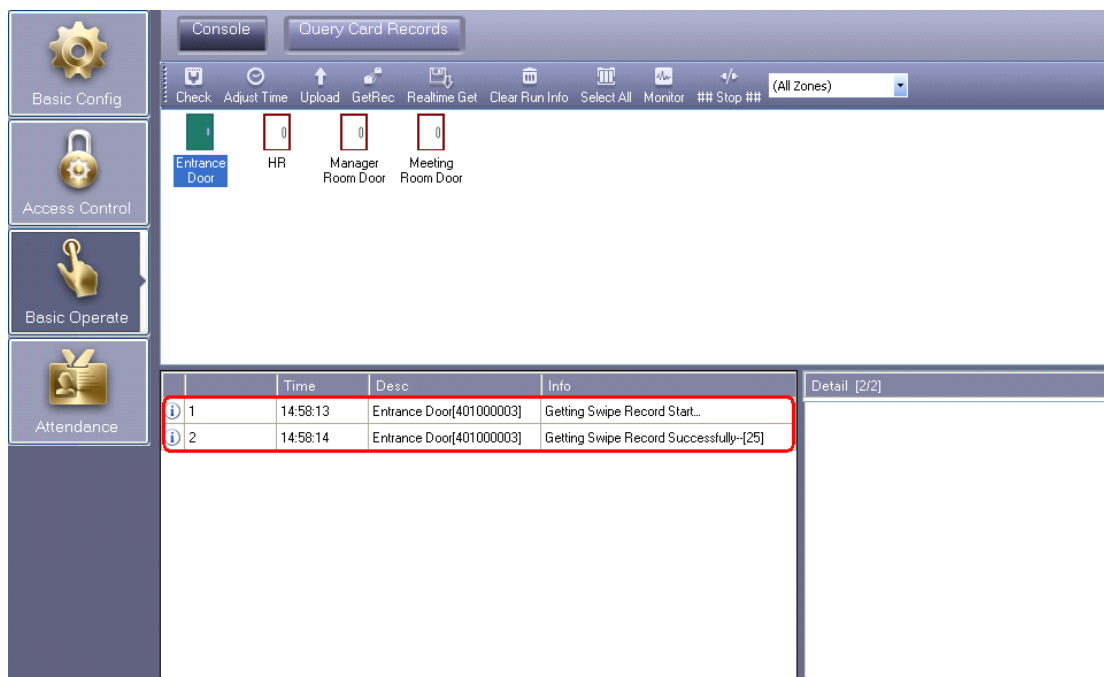 Console Query Card Records
Basic Config
Check Adjust Time Upload GetRec Realtime Get Clear Run Info Select All Monitor ## Stop ## (All Zones)
Entrance Door
HR
Manager Room Door
Meeting Room Door
Access Control
Basic Operate
Attendance
Time Desc Info
1 14:58:13 Entrance Door[401000003] Getting Swipe Record Start...
2 14:58:14 Entrance Door[401000003] Getting Swipe Record Successfully--[25]
Detail [2/2]